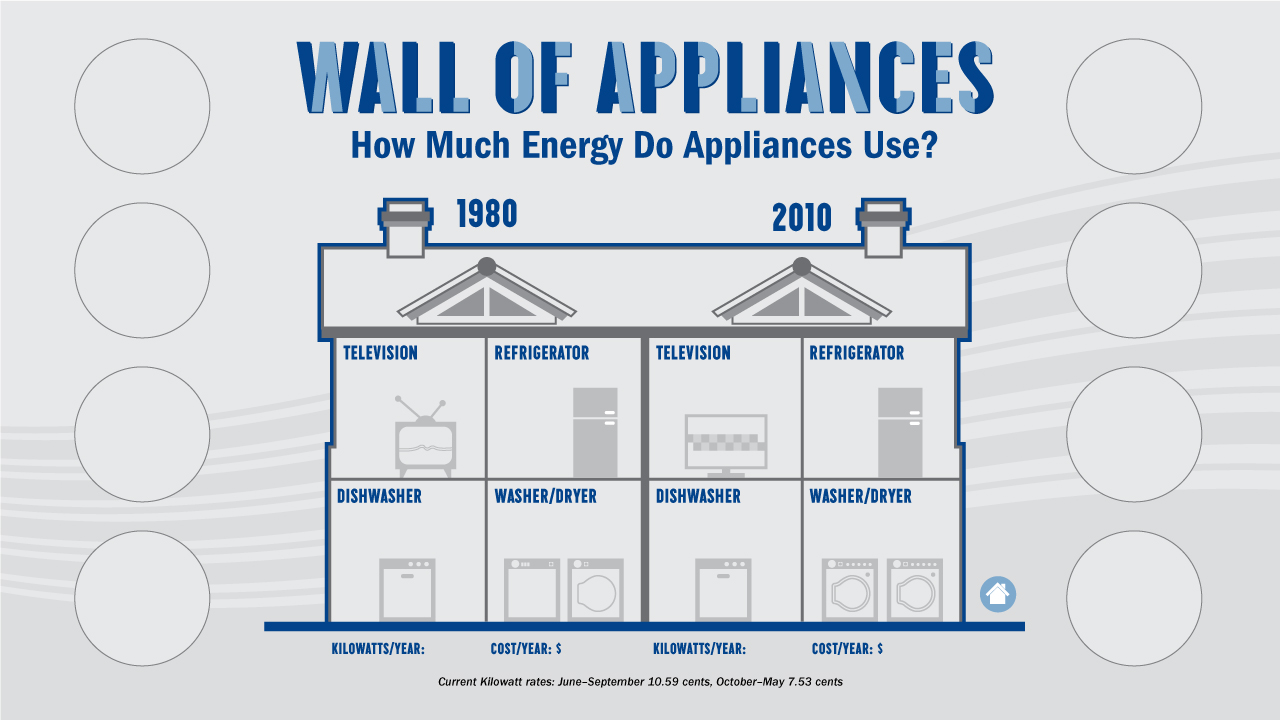 WALL OF APPLIANCES
How Much Energy Do Appliances Use?
1980
2010
TELEVISION
REFRIGERATOR
TELEVISION
REFRIGERATOR
DISHWASHER
WASHER/DRYER
DISHWASHER
WASHER/DRYER
KILOWATTS/YEAR:
COST/YEAR: $
KILOWATTS/YEAR:
COST/YEAR: $
Current Kilowatt rates: June–September 10.59 cents, October–May 7.53 cents